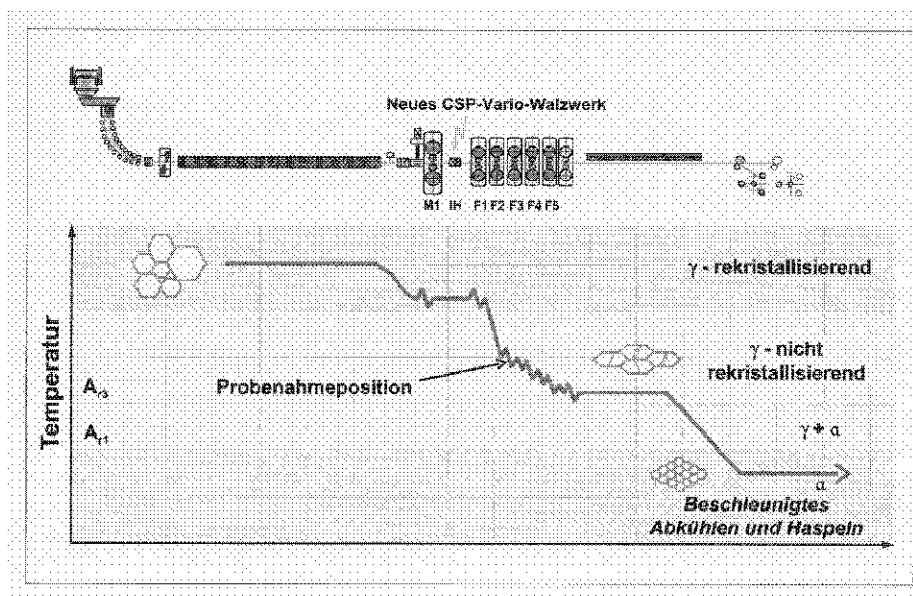 Neues CSP-Vario-Walzwerk
M1 IH F1 F2 F3 F4 F5
γ - rekristallisierend
γ - nicht
rekristallisierend
Probenahmeposition
Temperatur
Ar3
Ar1
γ + α
α
Beschleunigtes
Abkühlen und Haspeln